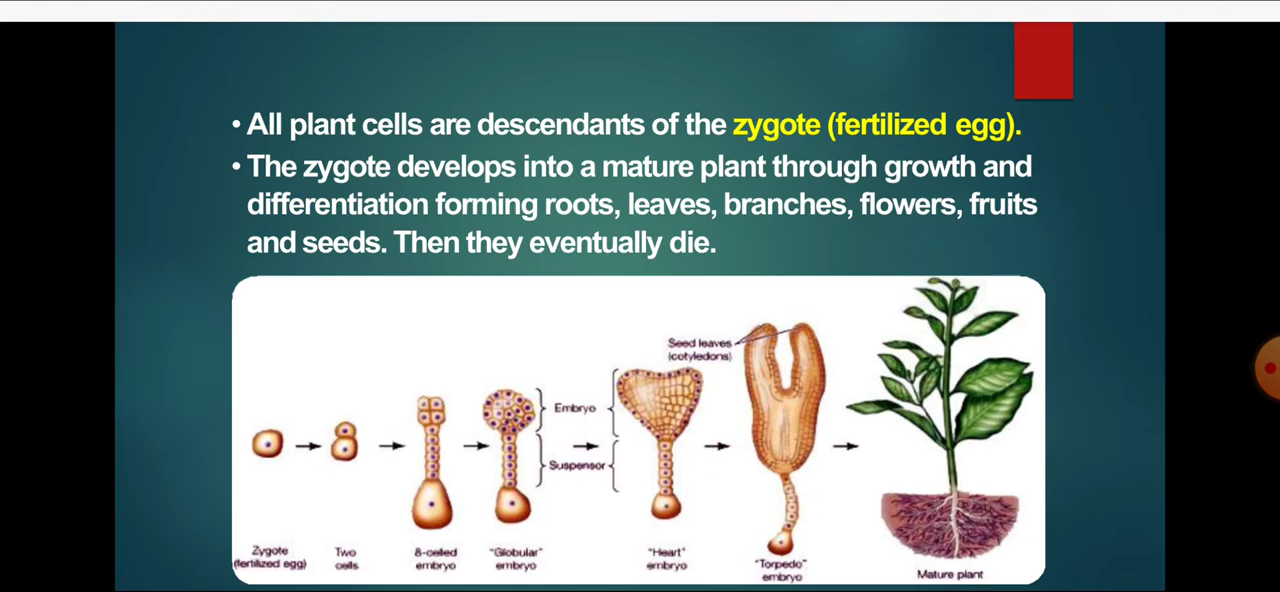 • All plant cells are descendants of the zygote (fertilized egg).
• The zygote develops into a mature plant through growth and
differentiation forming roots, leaves, branches, flowers, fruits
and seeds. Then they eventually die.
Seed leaves
(cotyledons)
Embryo
Suspensor
Zygote
(fertilized egg)
Two
cells
8-celled
embryo
"Globular"
embryo
"Heart"
embryo
"Torpedo"
embryo
Mature plant